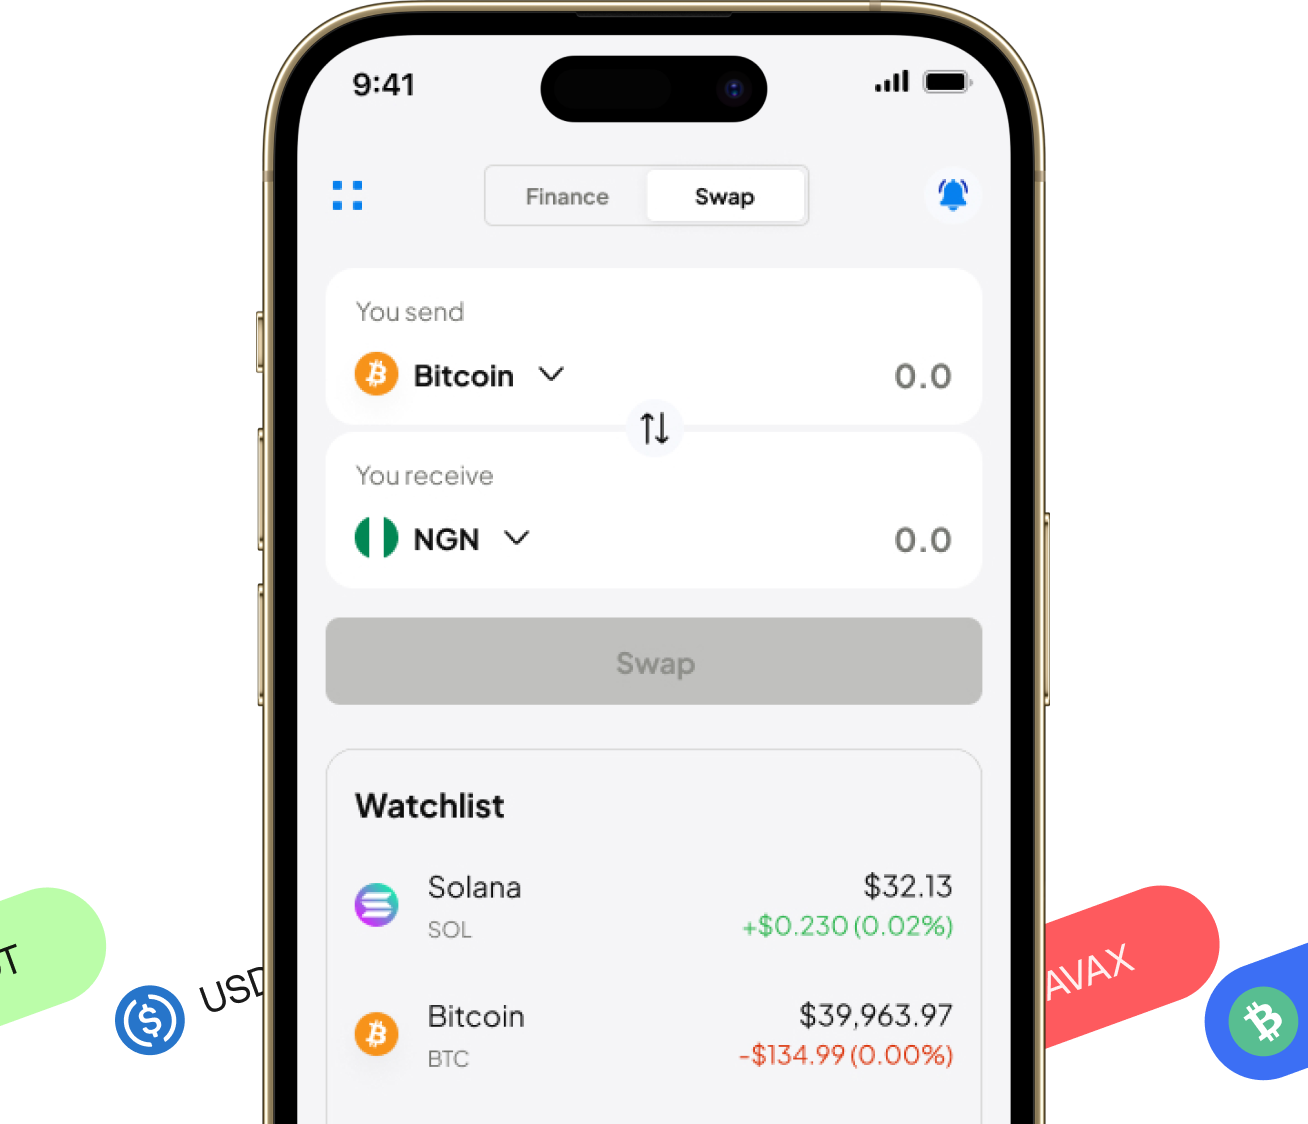 9:41
Finance
Swap
You send
Bitcoin
0.0
You receive
NGN
0.0
Swap
Watchlist
Solana
$32.13
SOL
+$0.230 (0.02%)
Bitcoin
$39,963.97
BTC
-$134.99 (0.00%)
AVAX